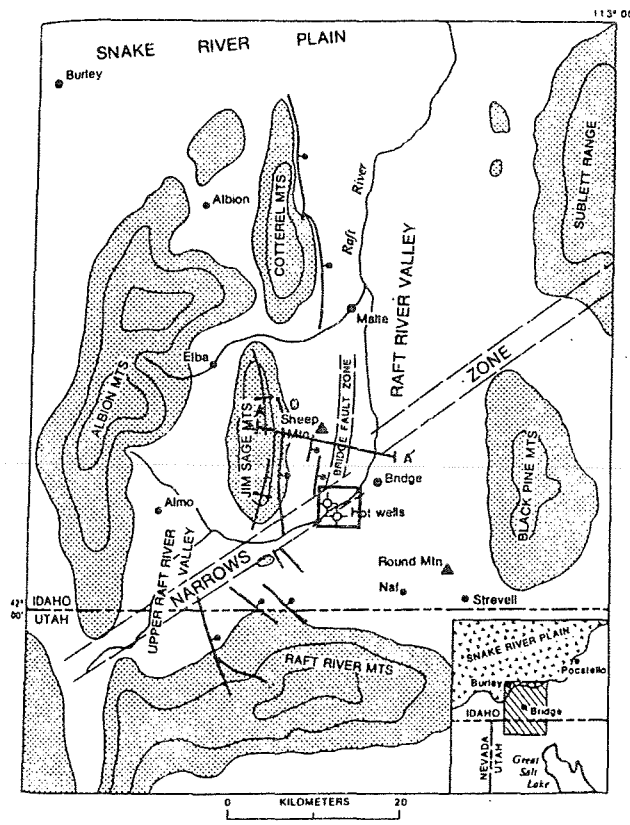 113° 00
SNAKE RIVER PLAIN
Burley
SUBLETT RANGE
Albion
COTTEREL MTS
Raft River
RAFT RIVER VALLEY
Malta
ZONE
Elba
ALBION MTS
JIM SAGE MTS
Sheep
Mtn
BRIDGE FAULT ZONE
A'
Bridge
BLACK PINE MTS
Almo
Hot wells
UPPER RAFT RIVER
VALLEY
NARROWS
Round Mtn
Naf
Strevell
42°
00'
IDAHO
UTAH
RAFT RIVER MTS
SNAKE RIVER PLAIN
Pocatello
Burley
Bridge
IDAHO
NEVADA
UTAH
Great
Salt
Lake
0 KILOMETERS 20